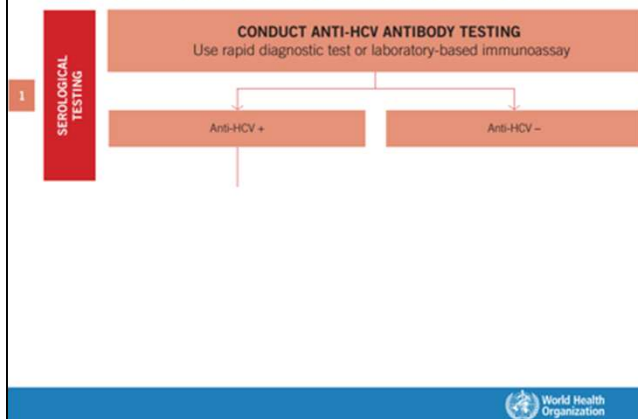 1
SEROLOGICAL
TESTING
CONDUCT ANTI-HCV ANTIBODY TESTING
Use rapid diagnostic test or laboratory-based immunoassay
Anti-HCV +
Anti-HCV –
World Health
Organization